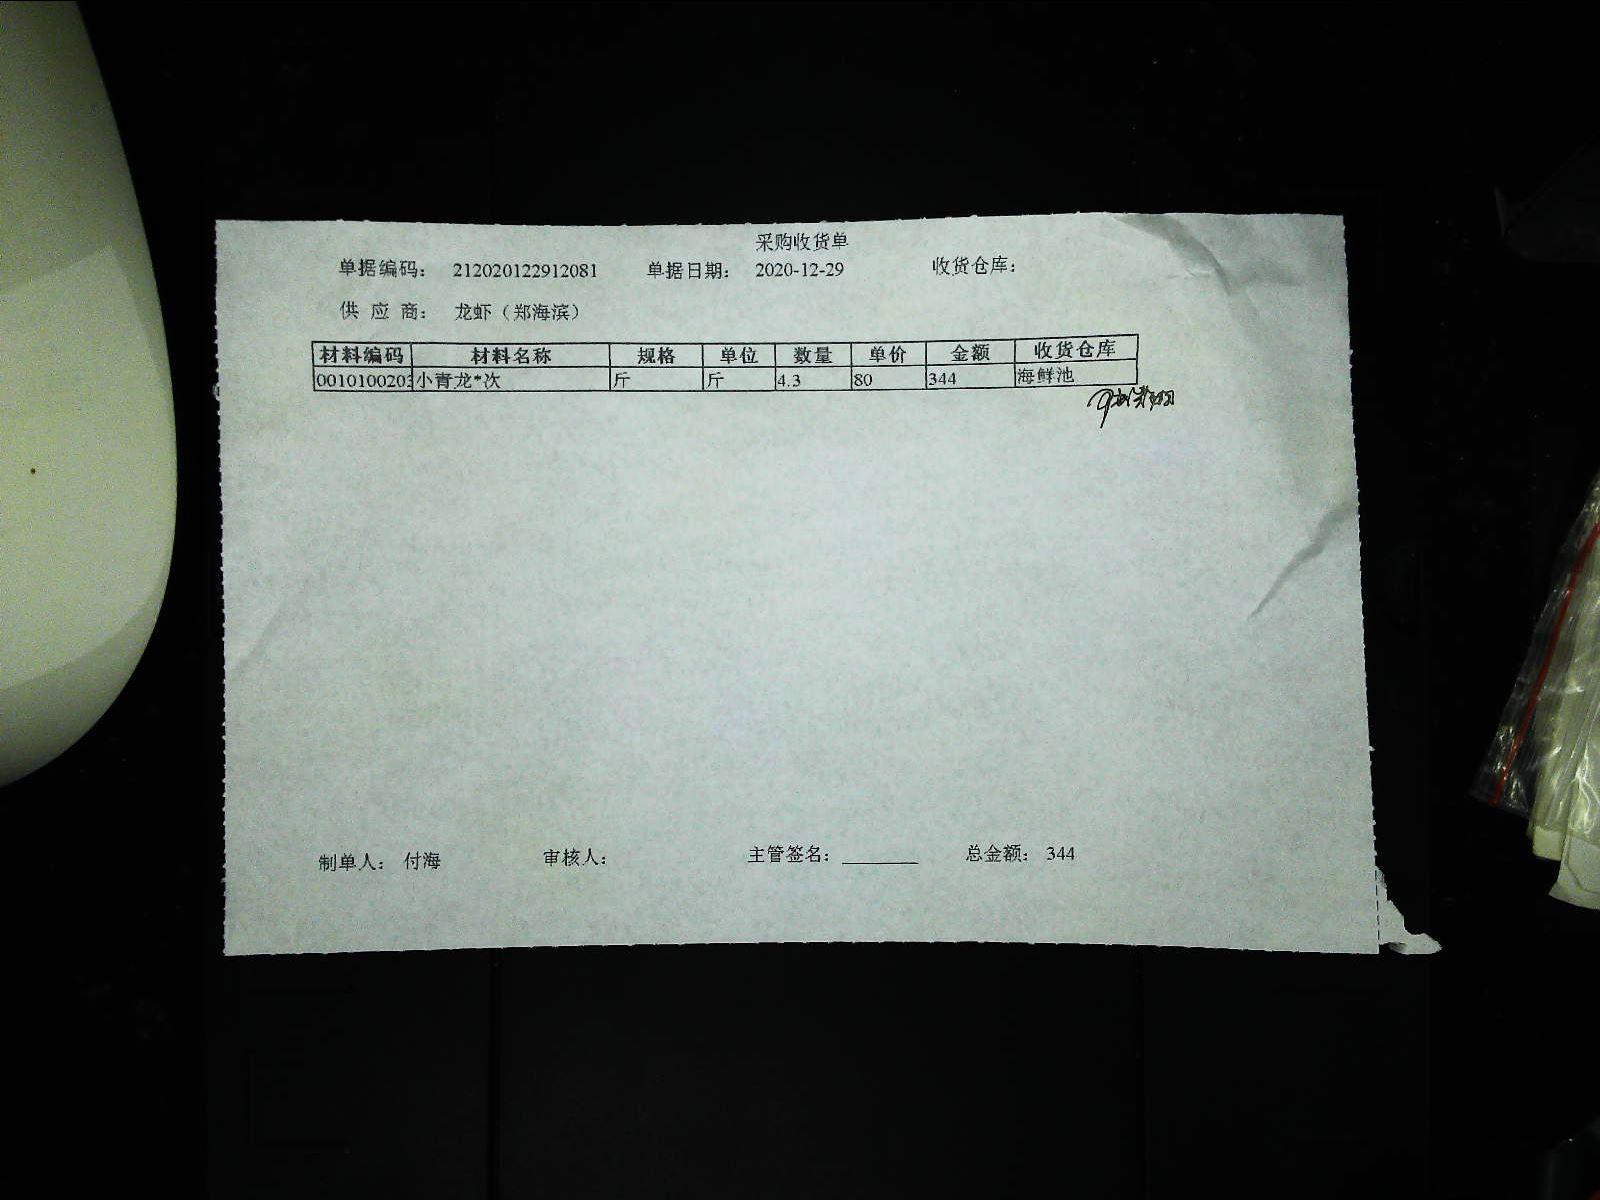 采购收货单
单据编码： 212020122912081 单据日期： 2020-12-29 收货仓库：
供 应 商： 龙虾（郑海滨）
材料编码 材料名称 规格 单位 数量 单价 金额 收货仓库
0010100203 小青龙*次 斤 斤 4.3 80 344 海鲜池
制单人： 付海 审核人： 主管签名： ________ 总金额： 344